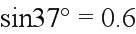 sin37° = 0.6